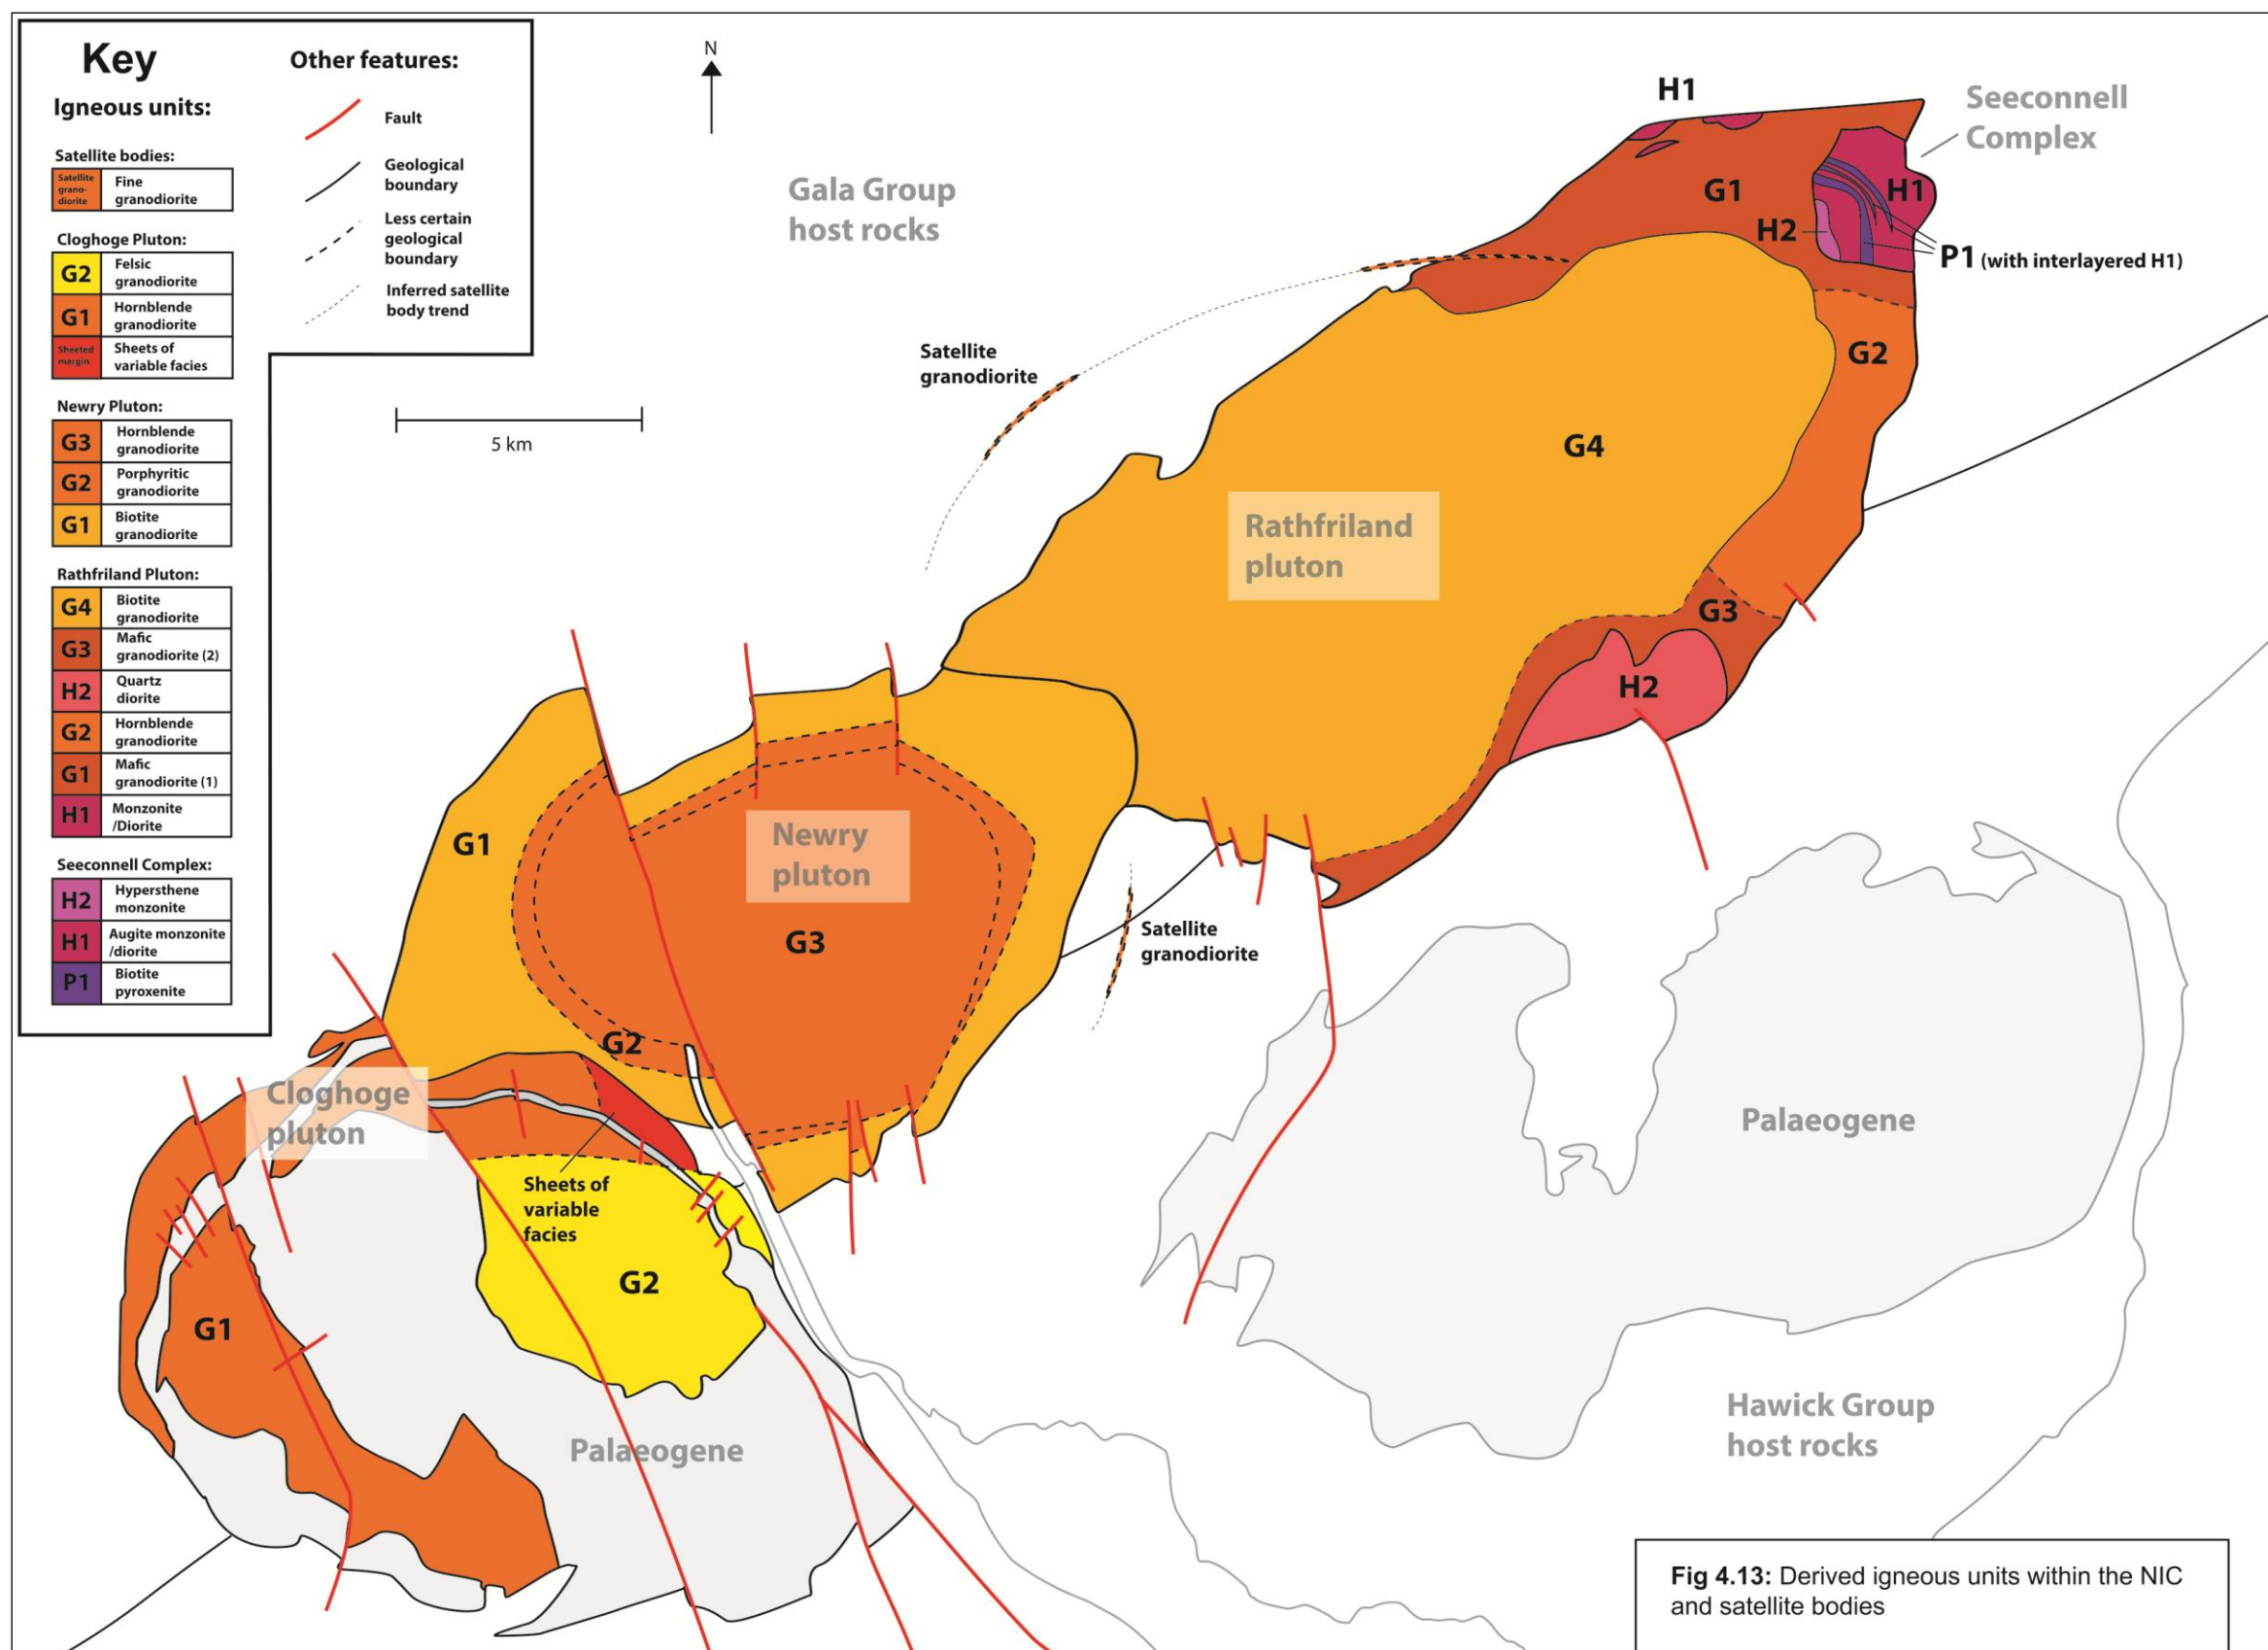 Key
Igneous units:
Satellite bodies:
Satellite
grano-
diorite
Fine
granodiorite
Cloghoge Pluton:
G2
Felsic
granodiorite
G1
Hornblende
granodiorite
Sheeted
margin
Sheets of
variable facies
Newry Pluton:
G3
Hornblende
granodiorite
G2
Porphyritic
granodiorite
G1
Biotite
granodiorite
Rathfriland Pluton:
G4
Biotite
granodiorite
G3
Mafic
granodiorite (2)
H2
Quartz
diorite
G2
Hornblende
granodiorite
G1
Mafic
granodiorite (1)
H1
Monzonite
/Diorite
Seeconnell Complex:
H2
Hypersthene
monzonite
H1
Augite monzonite
/diorite
P1
Biotite
pyroxenite
Other features:
Fault
Geological
boundary
Less certain
geological
boundary
Inferred satellite
body trend
N
5 km
Gala Group
host rocks
H1
Seeconnell
Complex
G1
H1
H2
P1 (with interlayered H1)
Satellite
granodiorite
G2
G4
Rathfriland
pluton
G3
H2
G1
Newry
pluton
G3
Satellite
granodiorite
G2
Cloghoge
pluton
Palaeogene
Sheets of
variable
facies
G2
G1
Palaeogene
Hawick Group
host rocks
Fig 4.13: Derived igneous units within the NIC
and satellite bodies